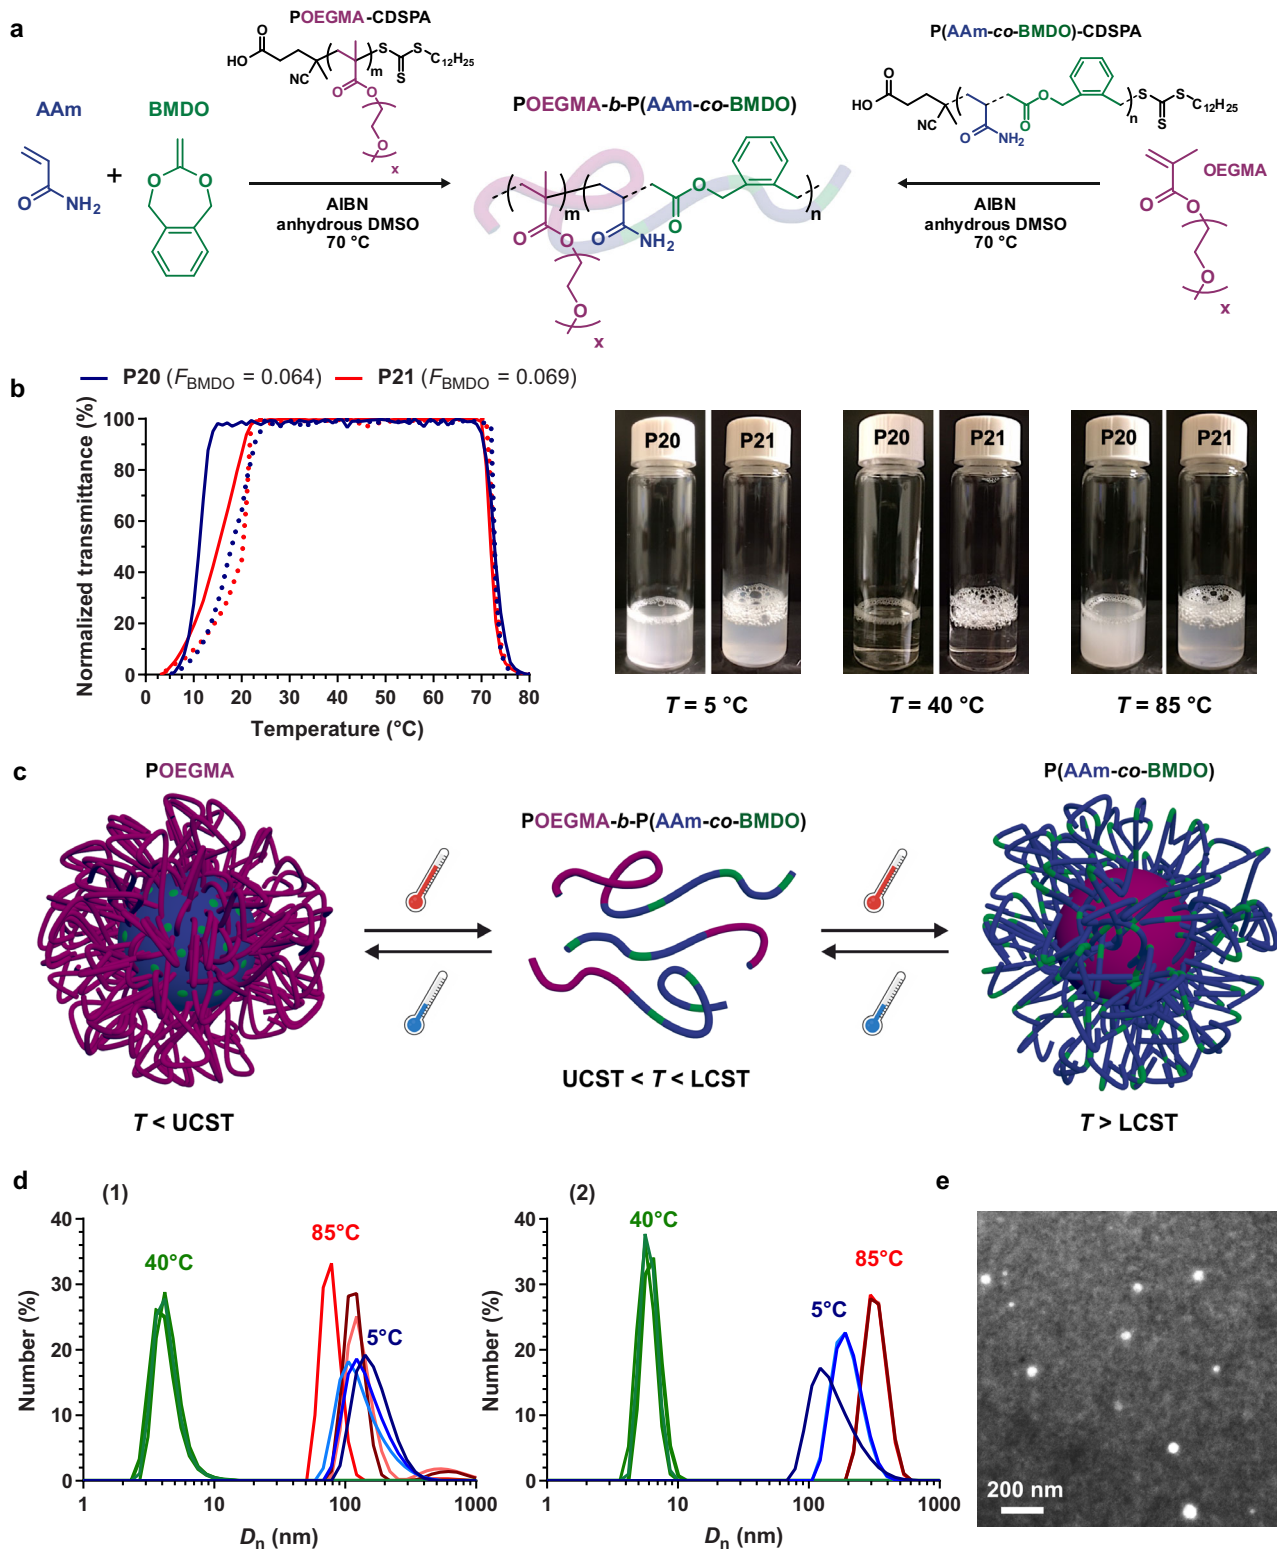 a
POEGMA-CDSPA
O
HO
NC
m
S
S
C12H25
S
O
O
O
x
AAm
BMDO
O
NH2
+
O
O
AIBN
anhydrous DMSO
70 °C
POEGMA-b-P(AAm-co-BMDO)
m
O
O
O
x
O
NH2
O
O
n
P(AAm-co-BMDO)-CDSPA
O
HO
NC
O
NH2
O
O
n
S
S
C12H25
S
OEGMA
O
O
O
x
AIBN
anhydrous DMSO
70 °C
b
P20 (FBMDO = 0.064)
P21 (FBMDO = 0.069)
Normalized transmittance (%)
100
80
60
40
20
0
0 10 20 30 40 50 60 70 80
Temperature (°C)
P20 P21
T = 5 °C
P20 P21
T = 40 °C
P20 P21
T = 85 °C
c
POEGMA
T < UCST
POEGMA-b-P(AAm-co-BMDO)
UCST < T < LCST
P(AAm-co-BMDO)
T > LCST
d
(1)
Number (%)
40
30
20
10
0
40°C
85°C
5°C
1 10 100 1000
Dn (nm)
(2)
Number (%)
40
30
20
10
0
40°C
5°C
85°C
1 10 100 1000
Dn (nm)
e
200 nm